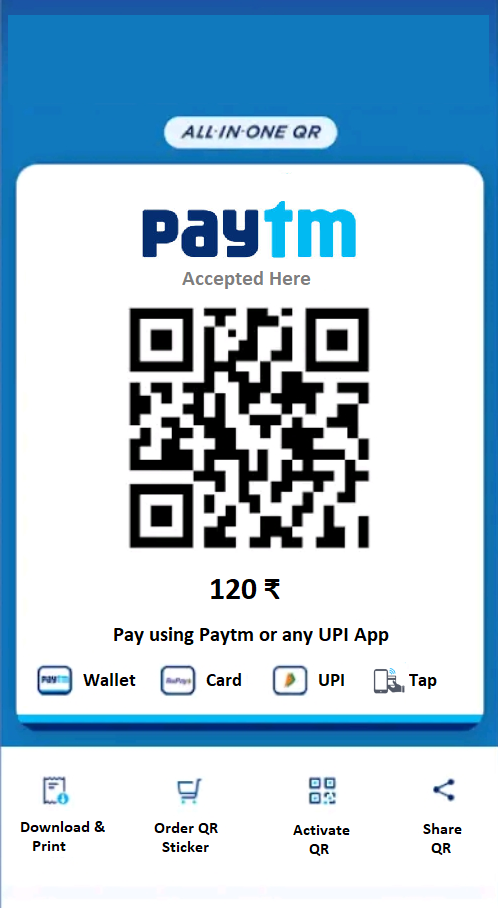 ALL·IN·ONE QR
paytm
Accepted Here
120 ₹
Pay using Paytm or any UPI App
paytm Wallet RuPay Card UPI Tap
Download & Print
Order QR Sticker
Activate QR
Share QR